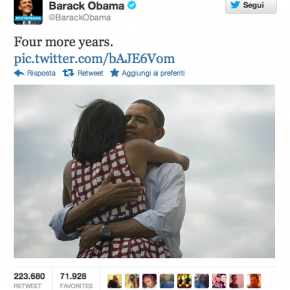 Barack Obama
@BarackObama
Segui
Four more years.
pic.twitter.com/bAJE6Vom
Risposta Retweet Aggiungi ai preferiti
223.680 71.928
RETWEET FAVORITES